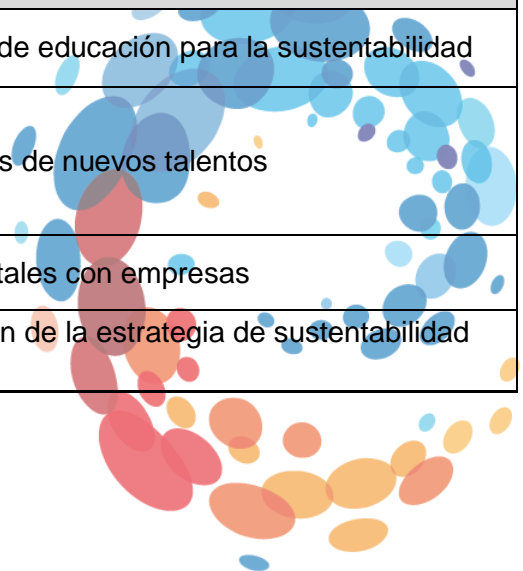 de educación para la sustentabilidad
s de nuevos talentos
tales con empresas
n de la estrategia de sustentabilidad